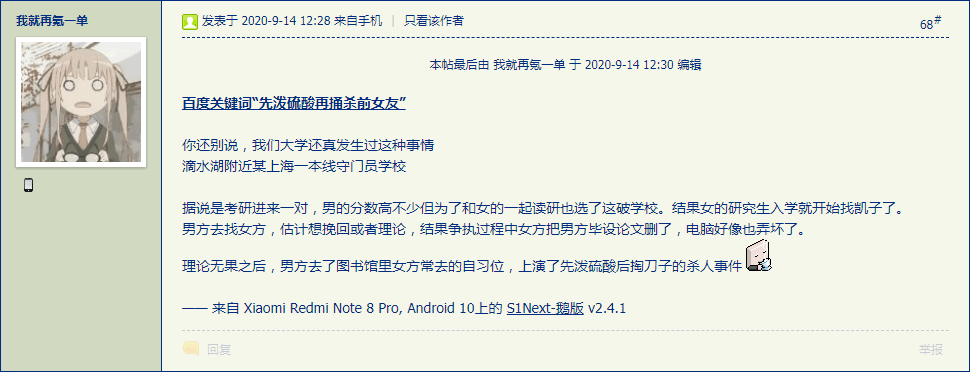 我就再氪一单
发表于 2020-9-14 12:28 来自手机 | 只看该作者
68#
本帖最后由 我就再氪一单 于 2020-9-14 12:30 编辑
百度关键词“先泼硫酸再捅杀前女友”
你还别说，我们大学还真发生过这种事情
滴水湖附近某上海一本线守门员学校
据说是考研进来一对，男的分数高不少但为了和女的一起读研也选了这破学校。结果女的研究生入学就开始找凯子了。
男方去找女方，估计想挽回或者理论，结果争执过程中女方把男方毕设论文删了，电脑好像也弄坏了。
理论无果之后，男方去了图书馆里女方常去的自习位，上演了先泼硫酸后掏刀子的杀人事件
—— 来自 Xiaomi Redmi Note 8 Pro, Android 10上的 S1Next-鹅版 v2.4.1
回复
举报